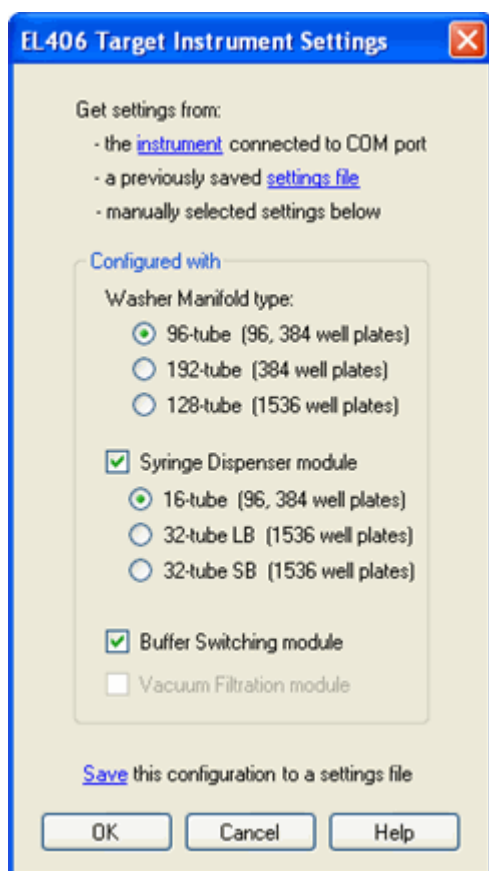 EL406 Target Instrument Settings
Get settings from:
- the instrument connected to COM port
- a previously saved settings file
- manually selected settings below
Configured with
Washer Manifold type:
96-tube (96, 384 well plates)
192-tube (384 well plates)
128-tube (1536 well plates)
Syringe Dispenser module
16-tube (96, 384 well plates)
32-tube LB (1536 well plates)
32-tube SB (1536 well plates)
Buffer Switching module
Vacuum Filtration module
Save this configuration to a settings file
OK Cancel Help